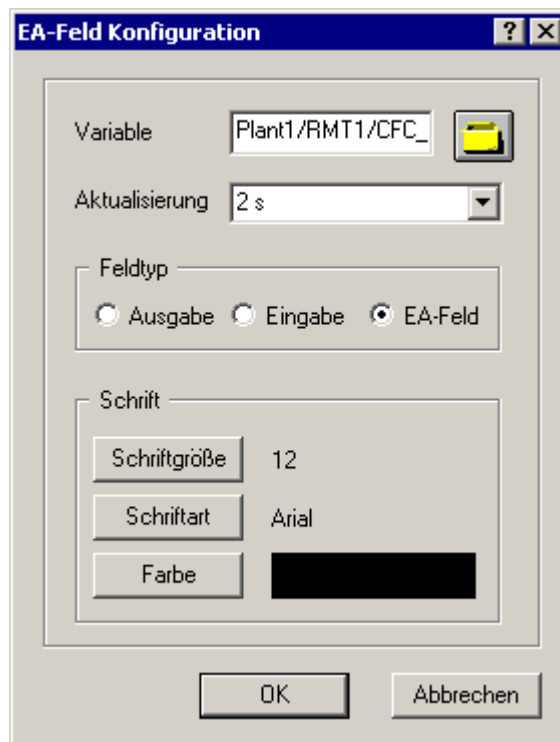 EA-Feld Konfiguration
Variable Plant1/RMT1/CFC_
Aktualisierung 2 s
Feldtyp
Ausgabe Eingabe EA-Feld
Schrift
Schriftgröße 12
Schriftart Arial
Farbe
OK Abbrechen